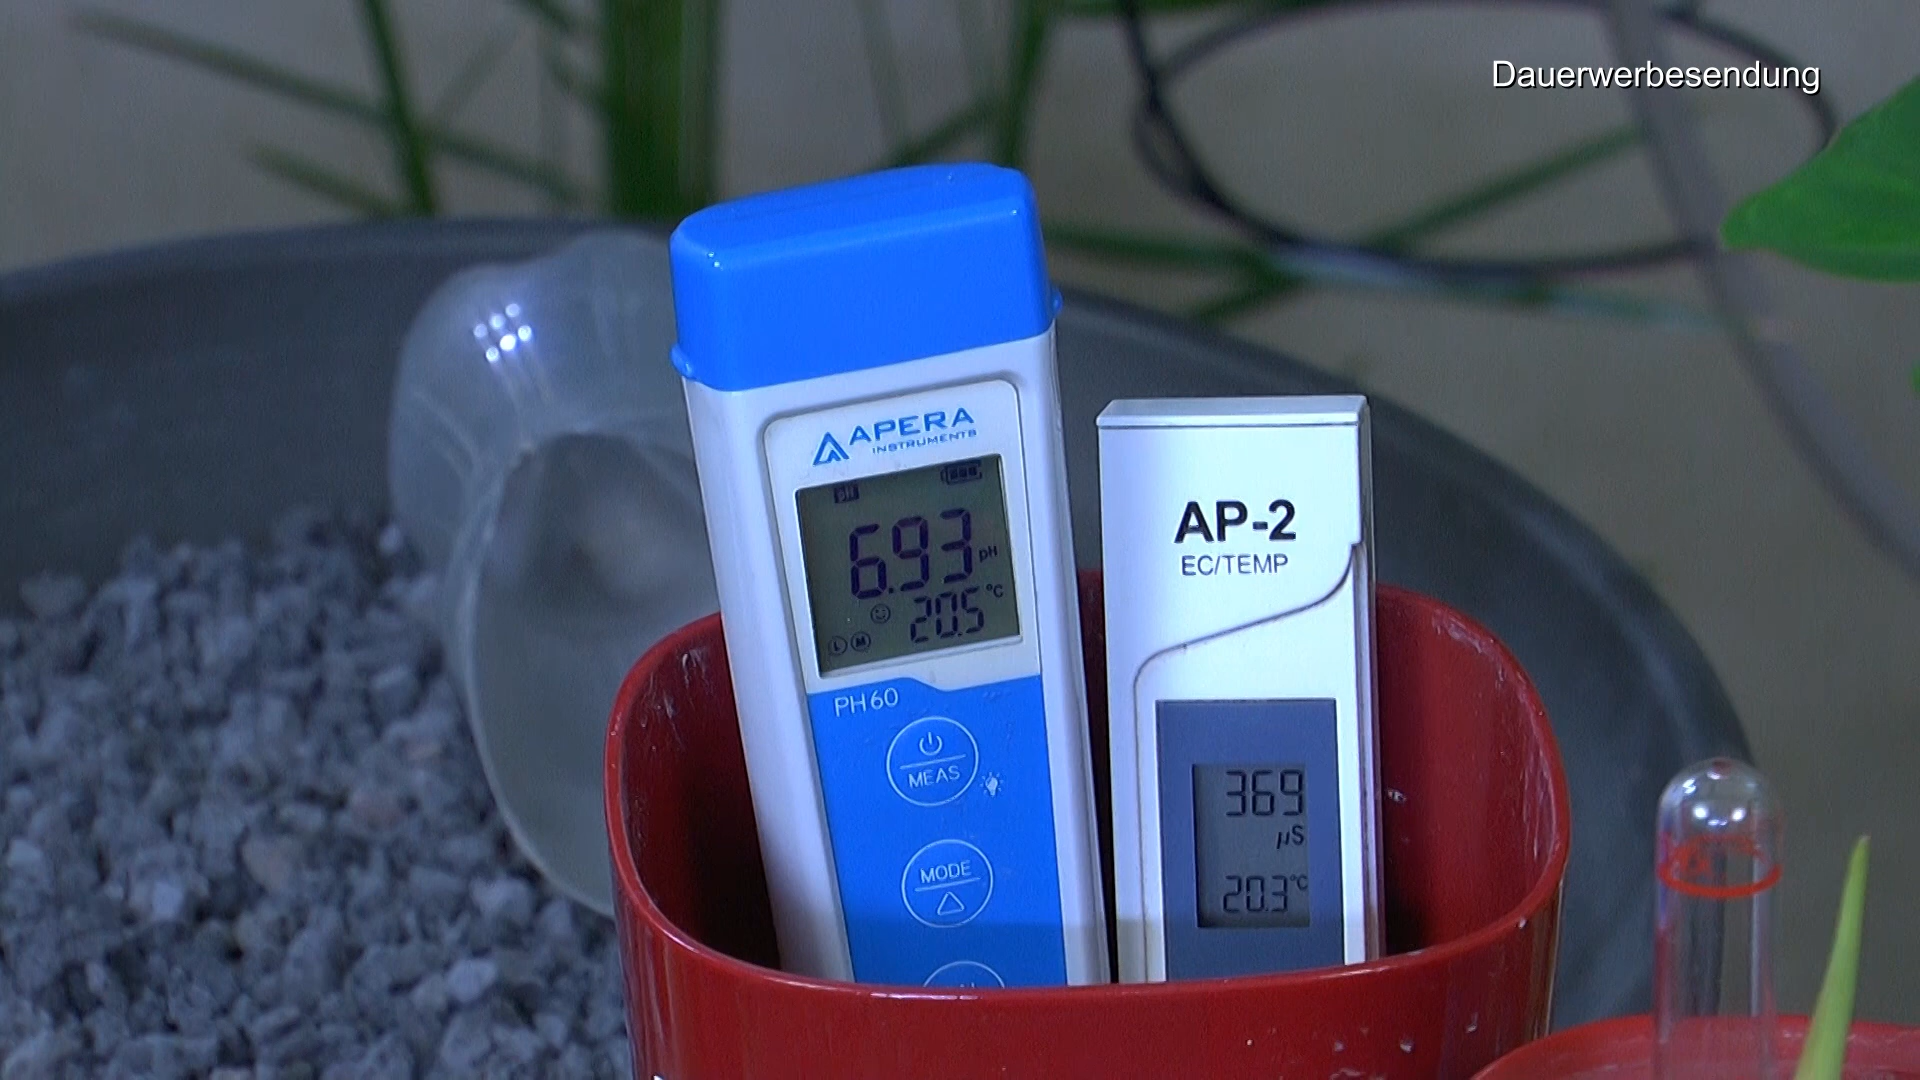 Dauerwerbesendung
APERA
INSTRUMENTS
pH
6.93 pH
20.5 °C
L M
PH60
MEAS
MODE
AP-2
EC/TEMP
369
µS
20.3°C